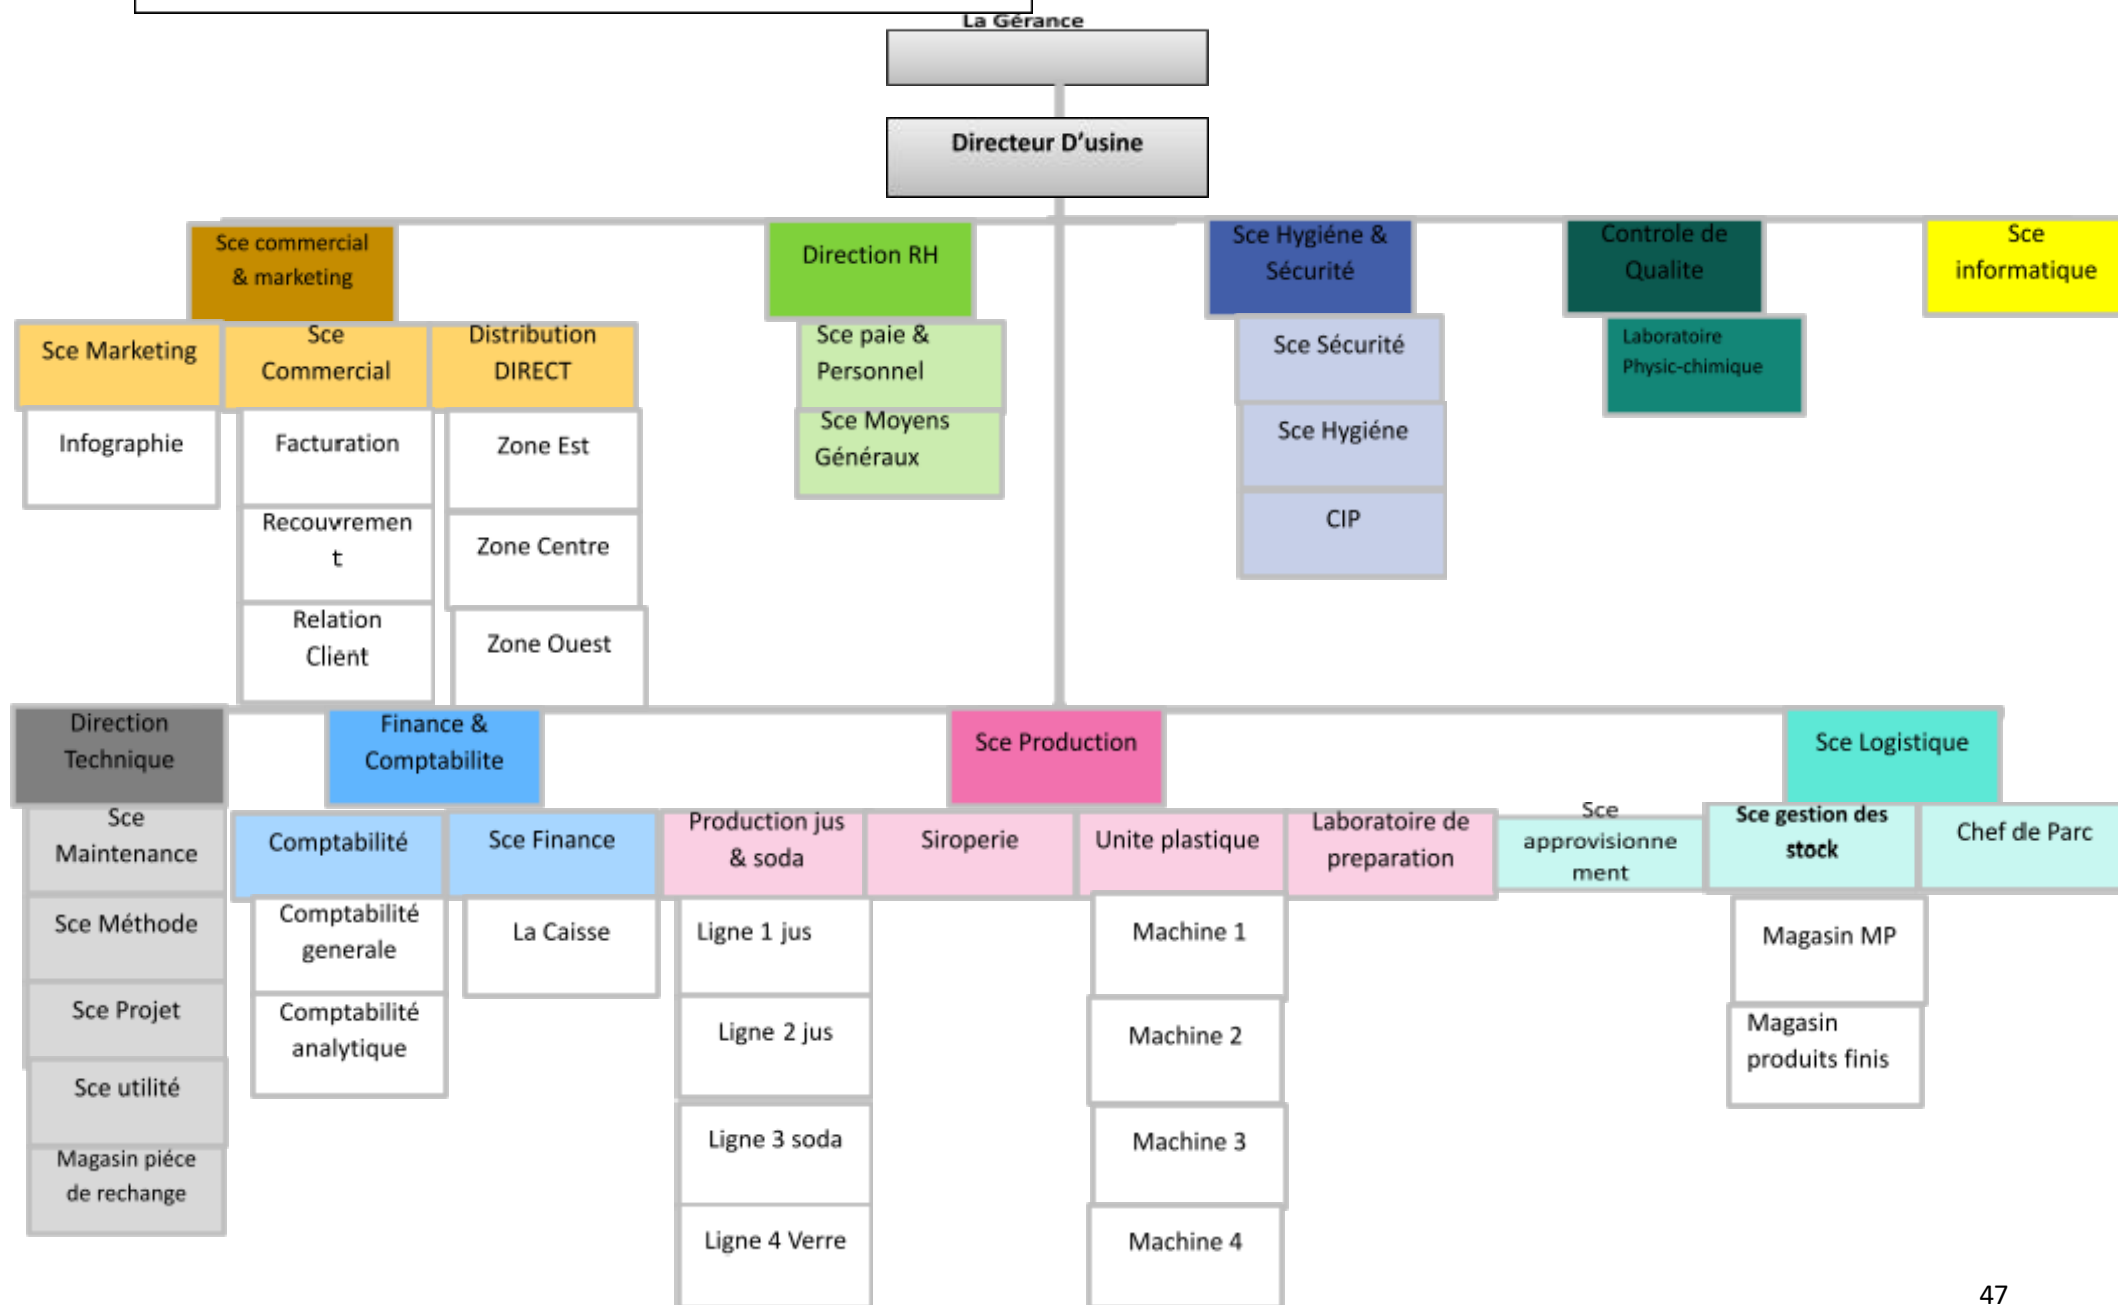 La Gérance
Directeur D’usine
Sce commercial
& marketing
Direction RH
Sce Hygiéne &
Sécurité
Controle de
Qualite
Sce
informatique
Sce Marketing
Sce
Commercial
Distribution
DIRECT
Sce paie &
Personnel
Sce Sécurité
Laboratoire
Physic-chimique
Infographie
Facturation
Zone Est
Sce Moyens
Généraux
Sce Hygiéne
Recouvremen
t
Zone Centre
CIP
Relation
Client
Zone Ouest
Direction
Technique
Finance &
Comptabilite
Sce Production
Sce Logistique
Sce
Maintenance
Comptabilité
Sce Finance
Production jus
& soda
Siroperie
Unite plastique
Laboratoire de
preparation
Sce
approvisionne
ment
Sce gestion des
stock
Chef de Parc
Sce Méthode
Comptabilité
generale
La Caisse
Ligne 1 jus
Machine 1
Magasin MP
Sce Projet
Comptabilité
analytique
Ligne 2 jus
Machine 2
Magasin
produits finis
Sce utilité
Ligne 3 soda
Machine 3
Magasin piéce
de rechange
Ligne 4 Verre
Machine 4
47